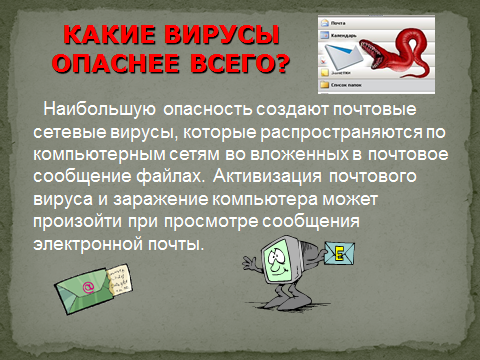 КАКИЕ ВИРУСЫ
ОПАСНЕЕ ВСЕГО?
Почта
Календарь
Заметки
Список папок
Наибольшую опасность создают почтовые
сетевые вирусы, которые распространяются по
компьютерным сетям во вложенных в почтовое
сообщение файлах. Активизация почтового
вируса и заражение компьютера может
произойти при просмотре сообщения
электронной почты.
@
E